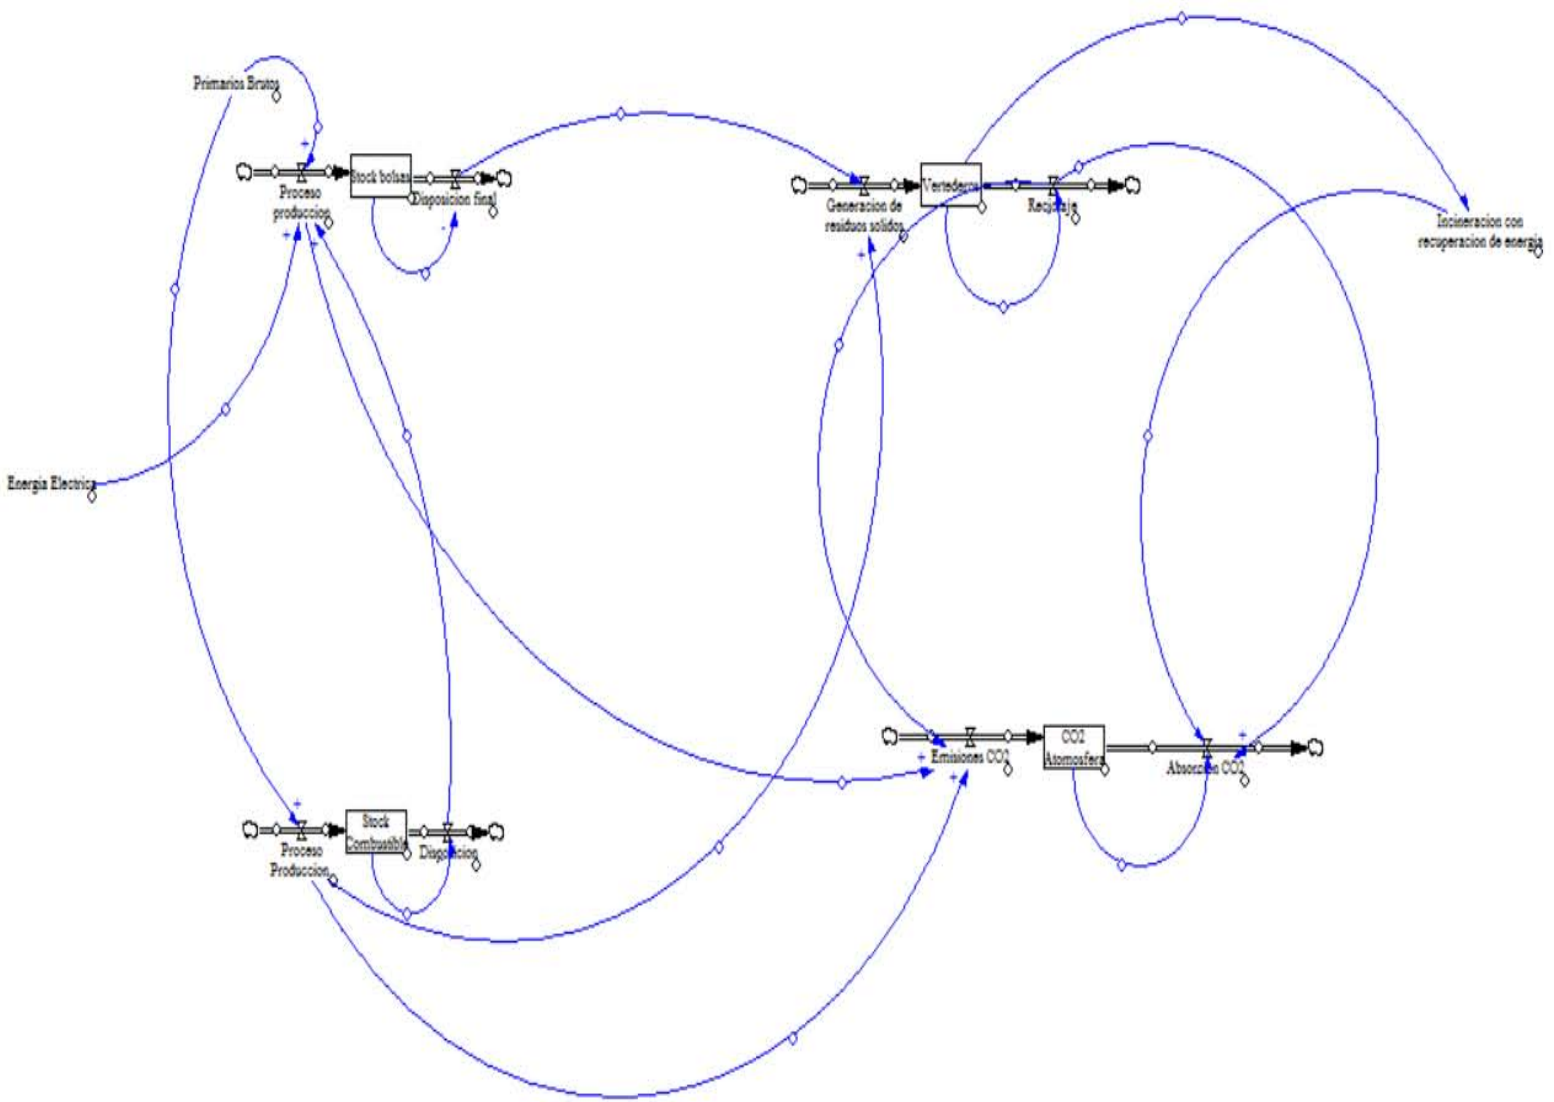 Primarios Brutos
Stock bolsas
Proceso
produccion
Disposicion final
Vertederos
Generacion de
residuos solidos
Reciclaje
Incineracion con
recuperacion de energia
Energia Electrica
CO2
Atomosfera
Emisiones CO2
Absorcion CO2
Stock
Combustible
Proceso
Produccion
Disposicion